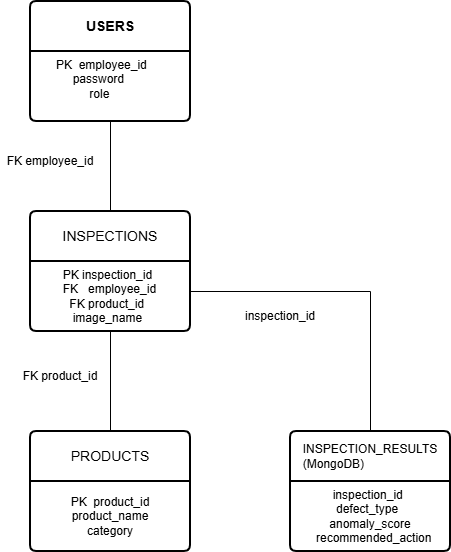 USERS
PK employee_id
password
role
FK employee_id
INSPECTIONS
PK inspection_id
FK employee_id
FK product_id
image_name
inspection_id
FK product_id
PRODUCTS
PK product_id
product_name
category
INSPECTION_RESULTS
(MongoDB)
inspection_id
defect_type
anomaly_score
recommended_action